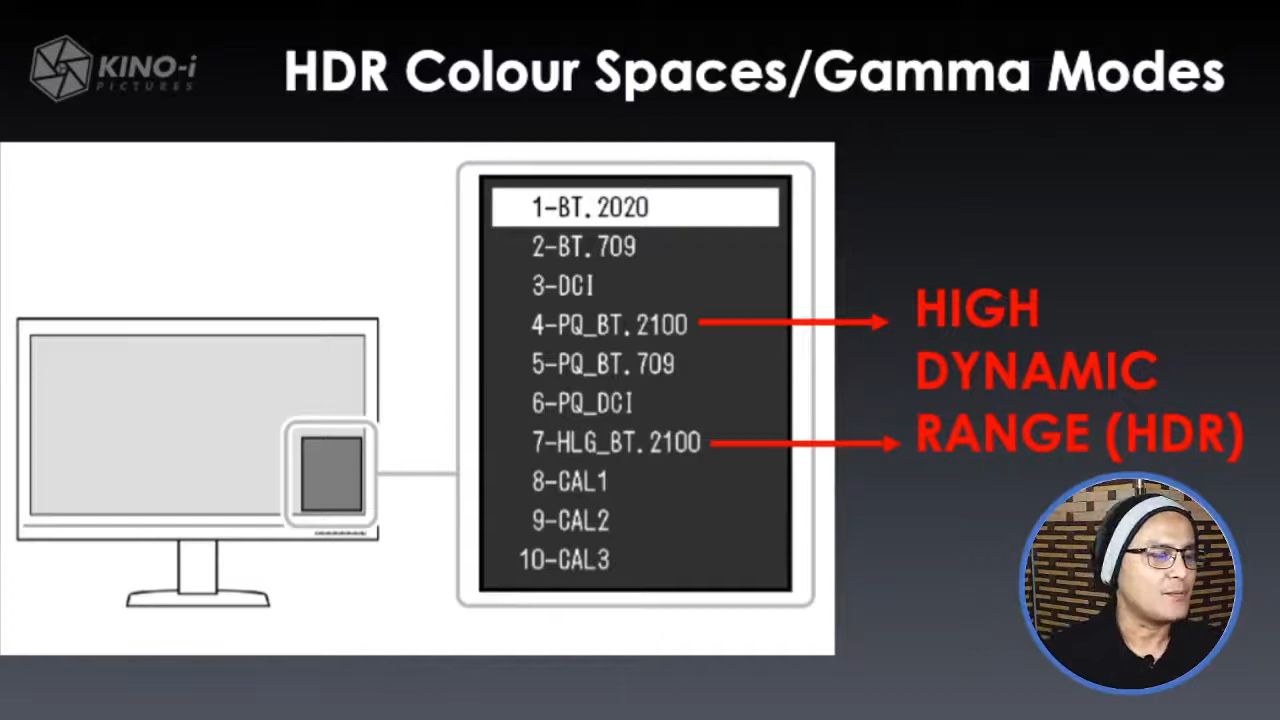 KINO-i
PICTURES
HDR Colour Spaces/Gamma Modes
1-BT.2020
2-BT.709
3-DCI
4-PQ_BT.2100
5-PQ_BT.709
6-PQ_DCI
7-HLG_BT.2100
8-CAL1
9-CAL2
10-CAL3
HIGH
DYNAMIC
RANGE (HDR)